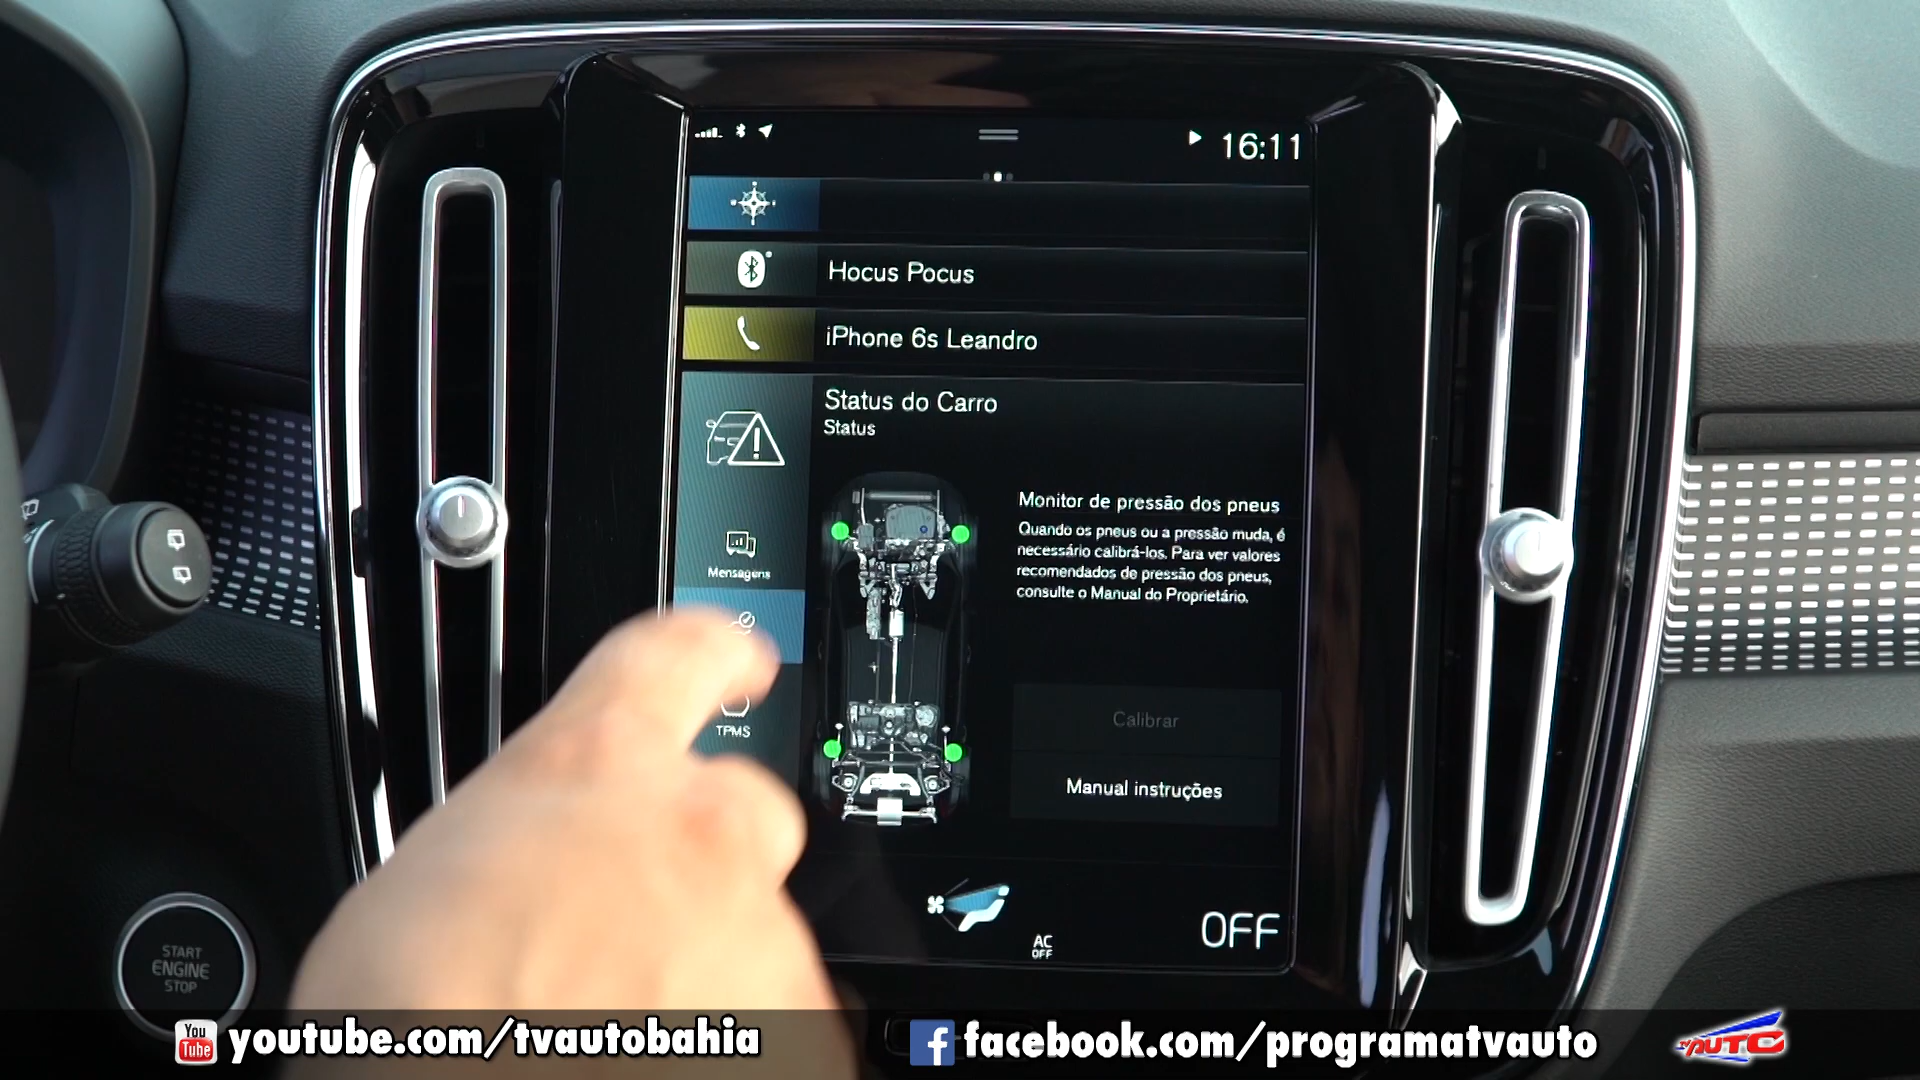 16:11
Hocus Pocus
iPhone 6s Leandro
Status do Carro
Status
Monitor de pressão dos pneus
Quando os pneus ou a pressão muda, é
necessário calibrá-los. Para ver valores
recomendados de pressão dos pneus,
consulte o Manual do Proprietário.
Mensagens
TPMS
Calibrar
Manual instruções
AC
OFF
OFF
START
ENGINE
STOP
You
Tube
youtube.com/tvautobahia
f
facebook.com/programatvauto
TV AUTO